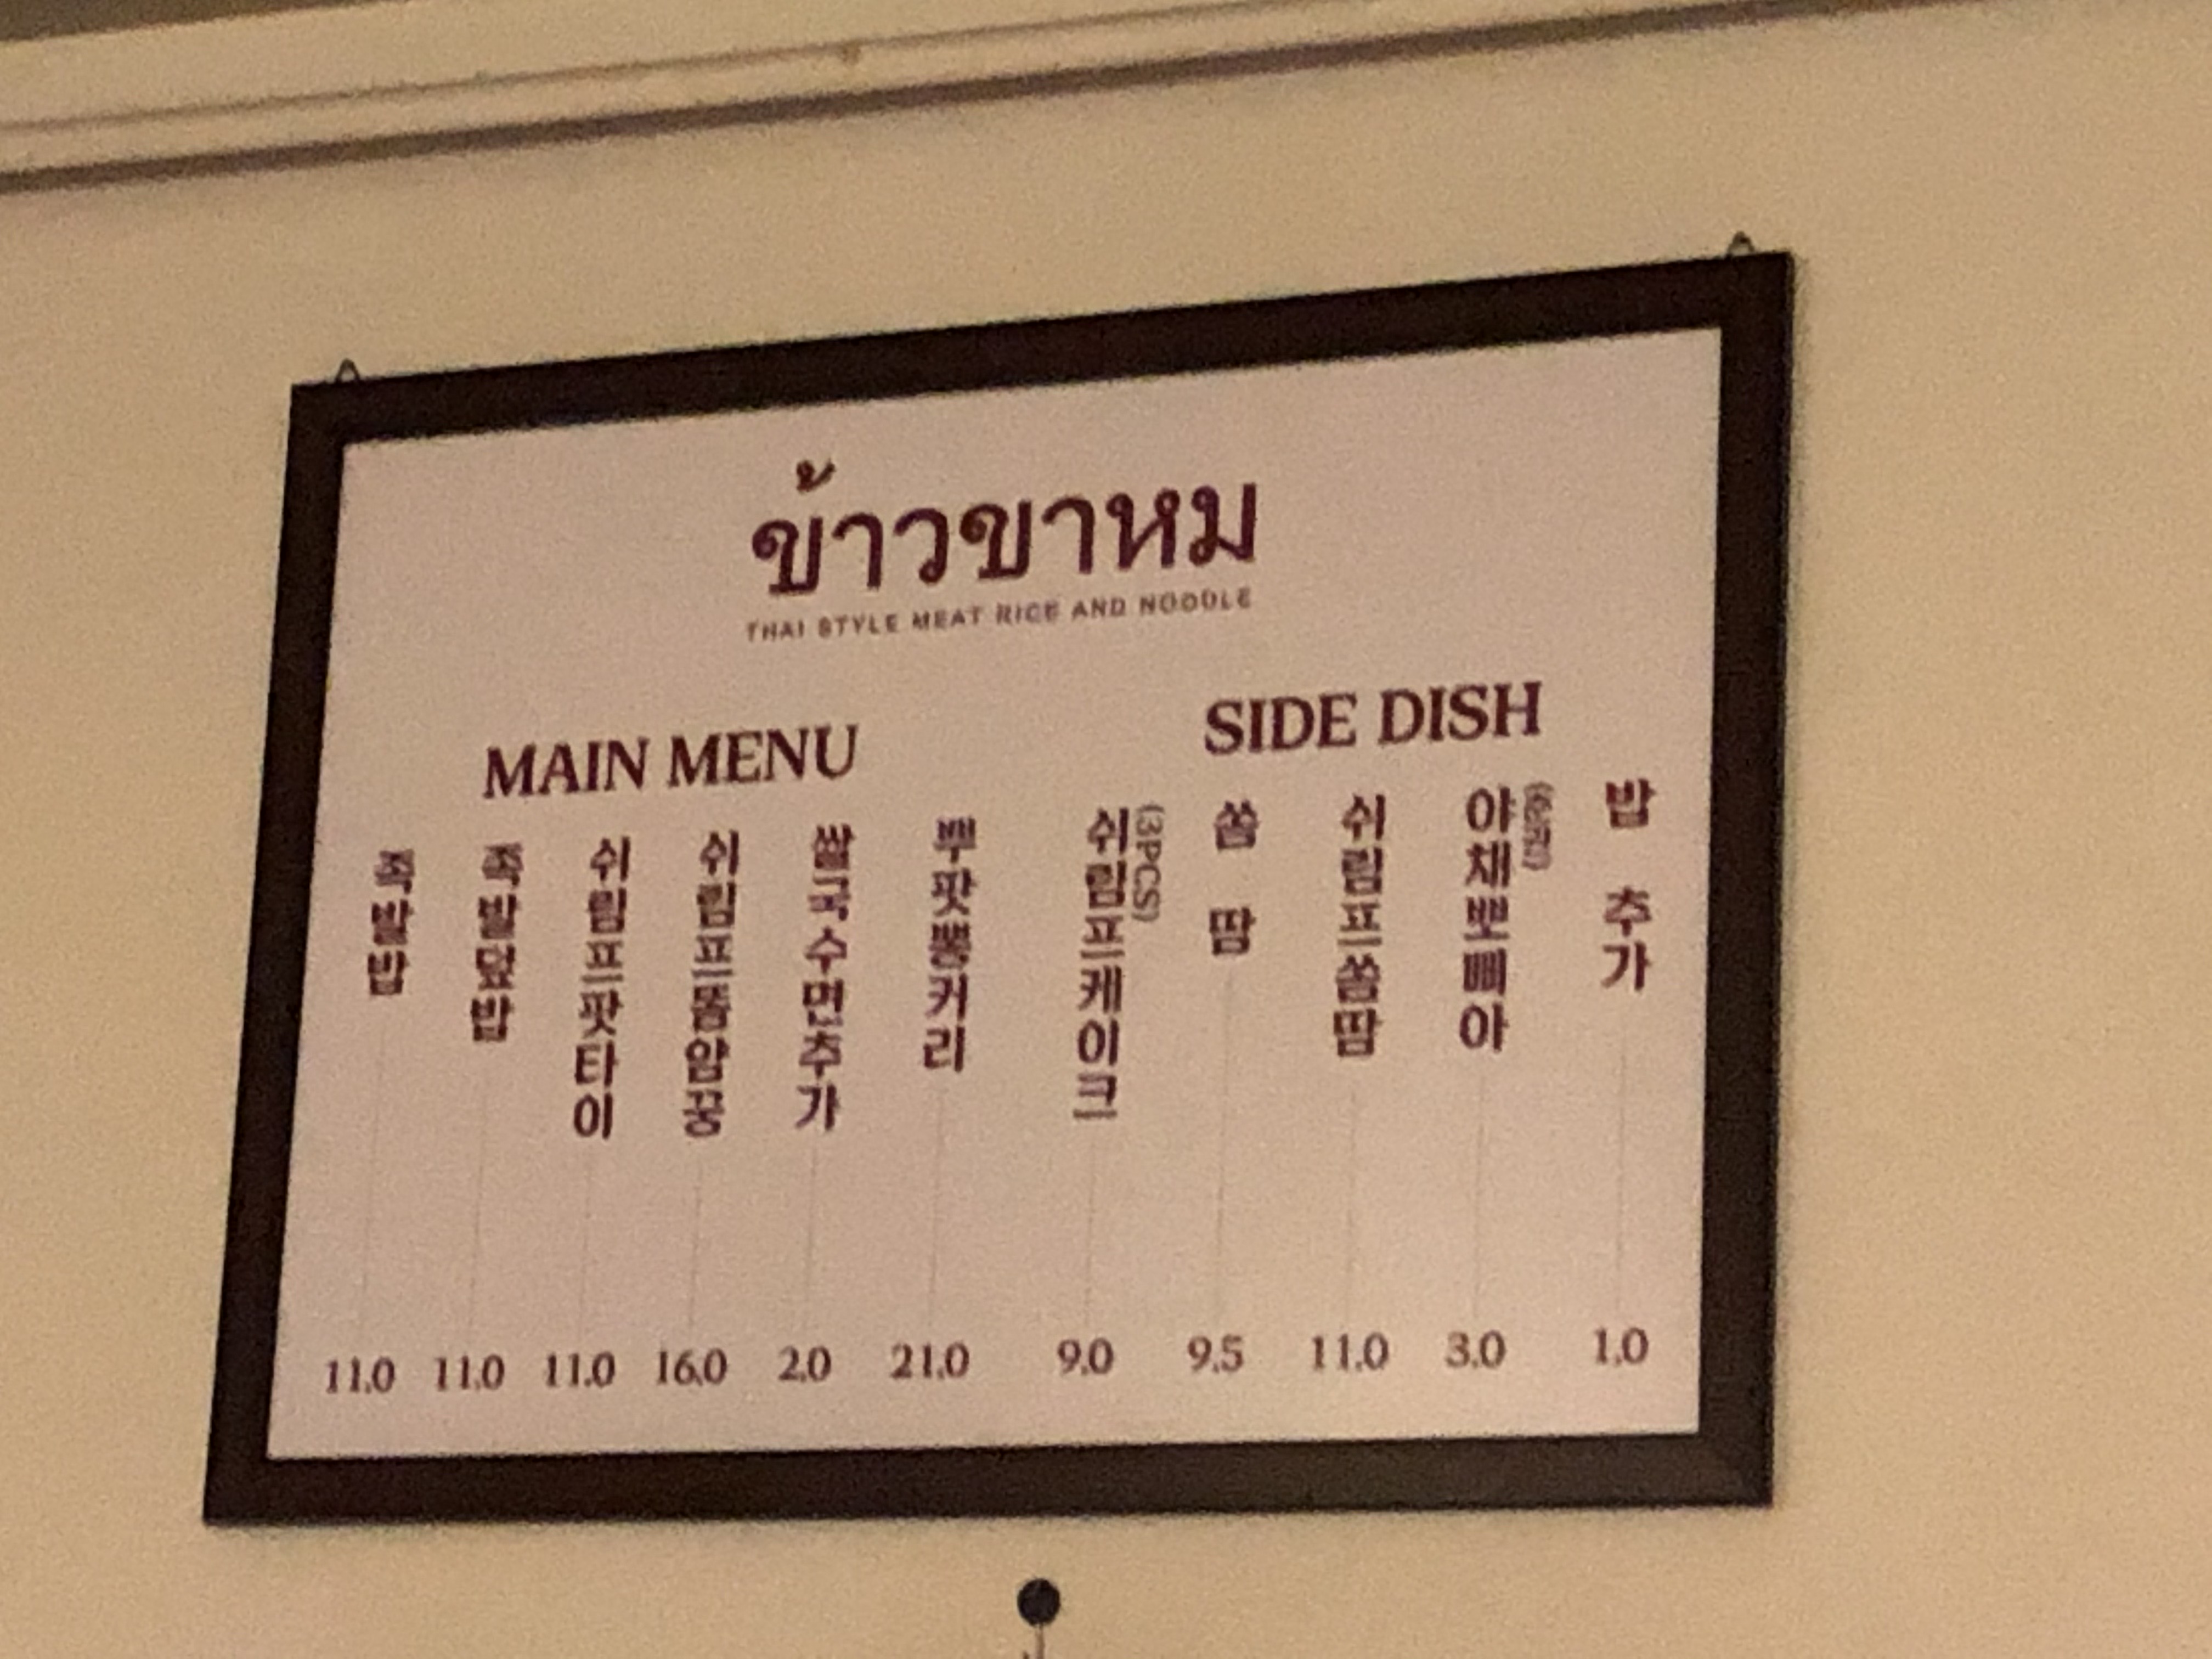 ข้าวขาหม
THAI STYLE MEAT RICE AND NOODLE
MAIN MENU
족발밥 11.0
족발덮밥 11.0
쉬림프팟타이 11.0
쉬림프똠얌꿍 16.0
쌀국수면추가 2.0
뿌팟뽕커리 21.0
SIDE DISH
쉬림프케이크 (3PCS) 9.0
쏨땀 9.5
쉬림프쏨땀 11.0
야채뽀삐아 3.0
밥 추가 1.0